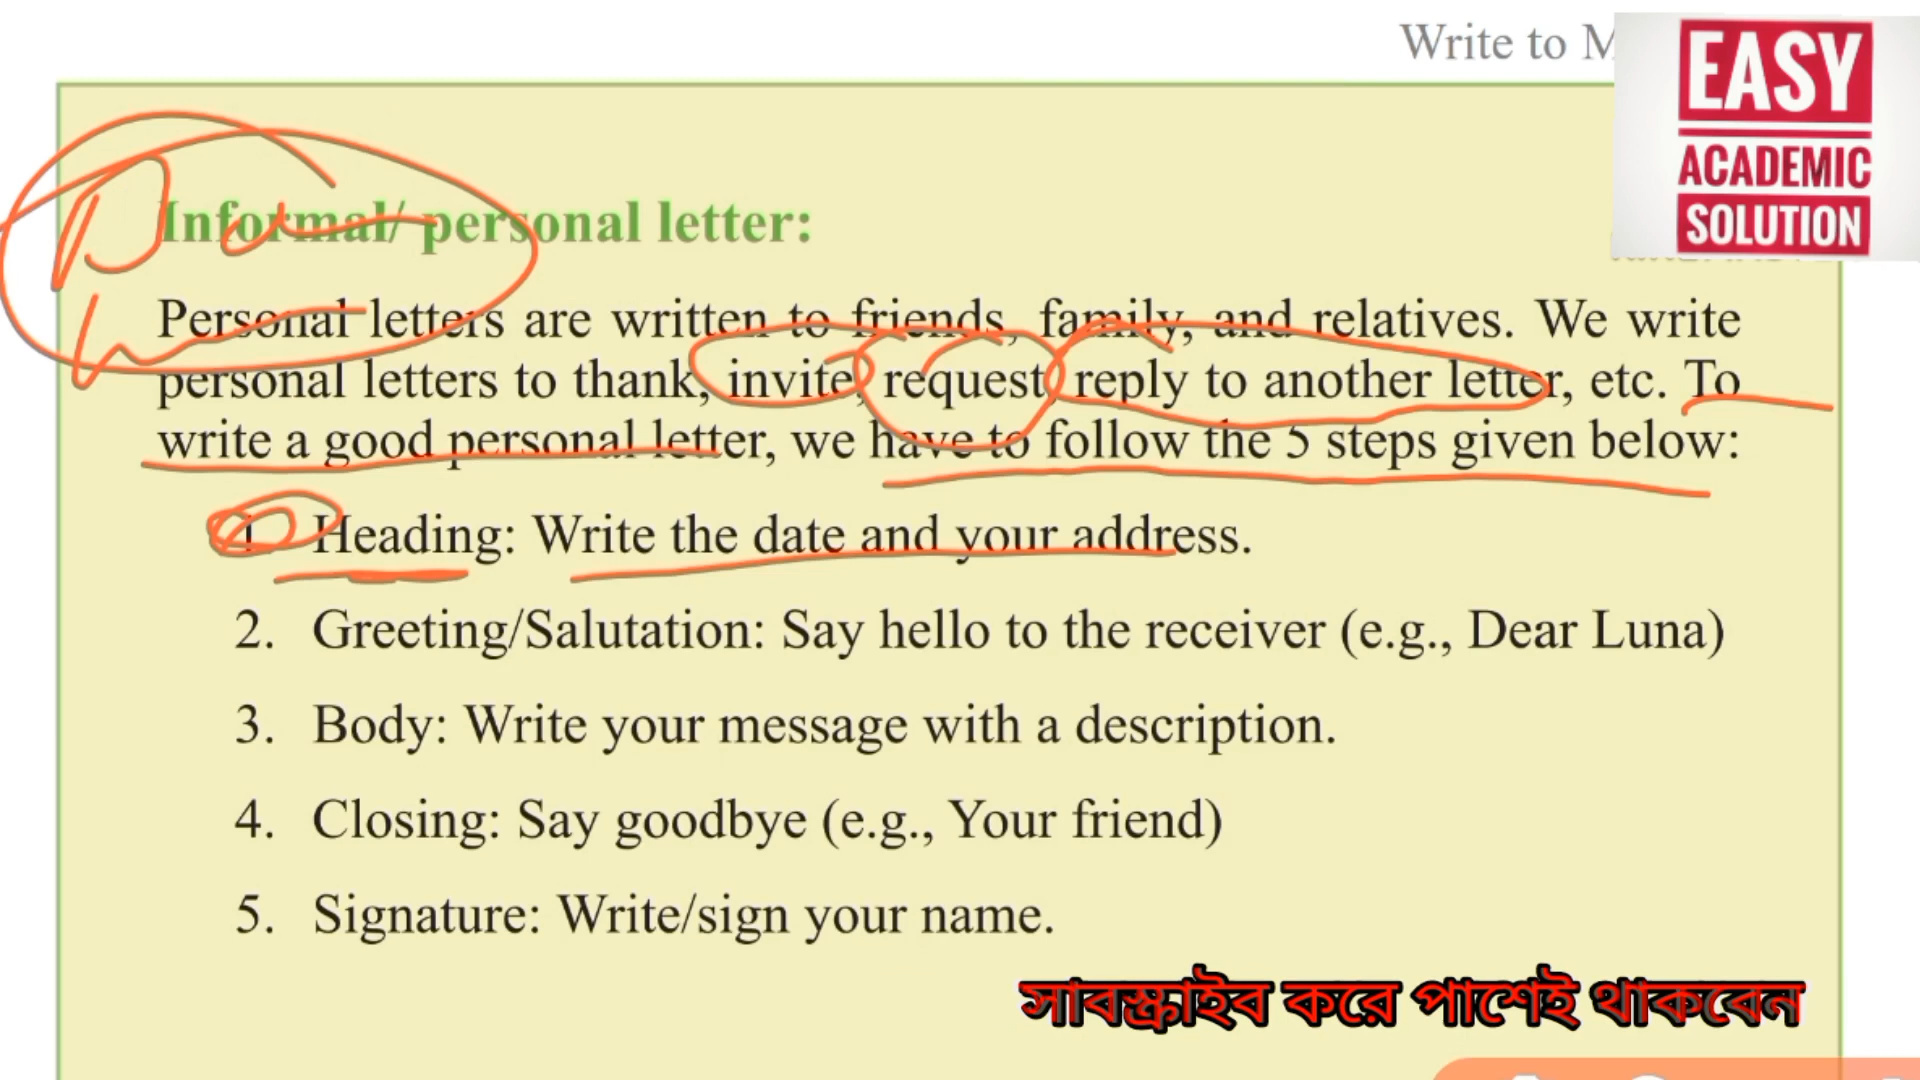 Write to
EASY
ACADEMIC
SOLUTION
Informal/ personal letter:
Personal letters are written to friends, family, and relatives. We write
personal letters to thank, invite, request, reply to another letter, etc. To
write a good personal letter, we have to follow the 5 steps given below:
1. Heading: Write the date and your address.
2. Greeting/Salutation: Say hello to the receiver (e.g., Dear Luna)
3. Body: Write your message with a description.
4. Closing: Say goodbye (e.g., Your friend)
5. Signature: Write/sign your name.
সাবস্ক্রাইব করে পাশেই থাকবেন